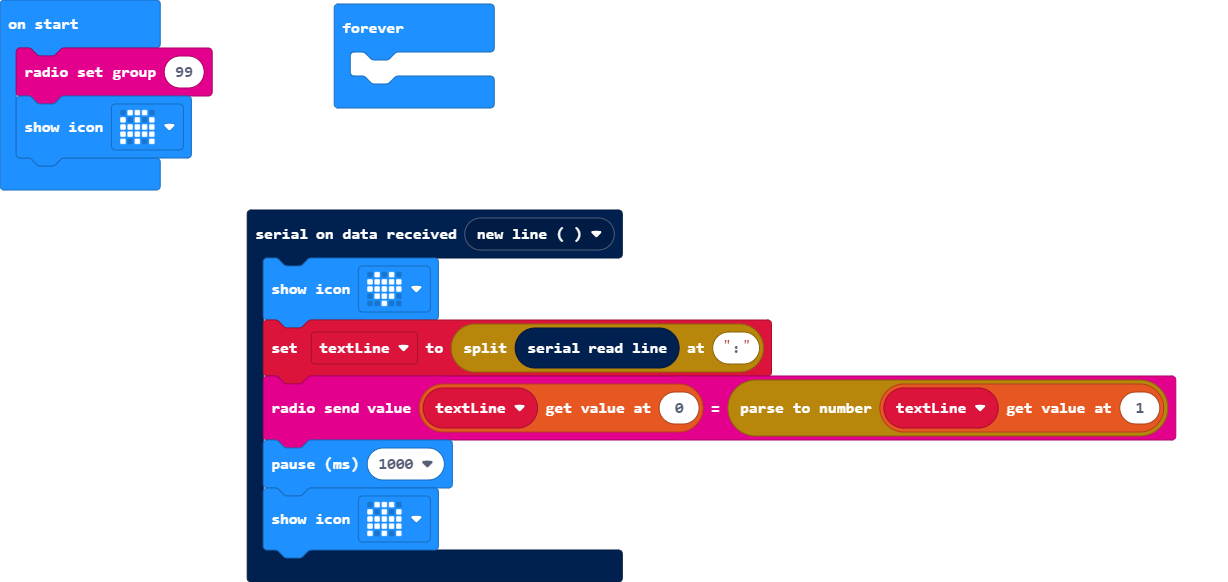 on start
radio set group 99
show icon
forever
serial on data received new line ( )
show icon
set textLine to split serial read line at ":"
radio send value textLine get value at 0 = parse to number textLine get value at 1
pause (ms) 1000
show icon